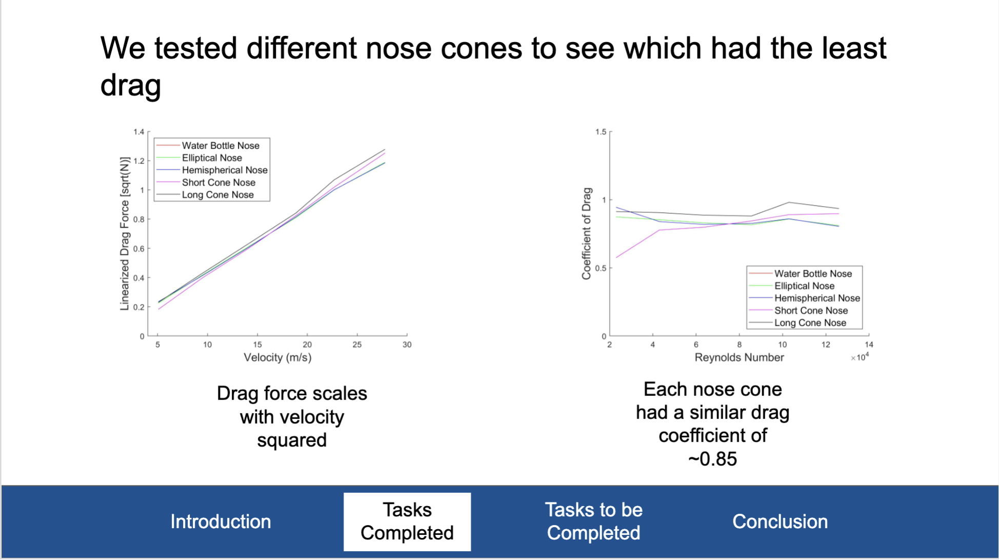 We tested different nose cones to see which had the least
drag
1.4
1.2
1
0.8
0.6
0.4
0.2
0
5 10 15 20 25 30
Linearized Drag Force [sqrt(N)]
Velocity (m/s)
Water Bottle Nose
Elliptical Nose
Hemispherical Nose
Short Cone Nose
Long Cone Nose
Drag force scales
with velocity
squared
1.5
1
0.5
0
2 4 6 8 10 12 14
×10⁴
Coefficient of Drag
Reynolds Number
Water Bottle Nose
Elliptical Nose
Hemispherical Nose
Short Cone Nose
Long Cone Nose
Each nose cone
had a similar drag
coefficient of
~0.85
Introduction
Tasks
Completed
Tasks to be
Completed
Conclusion